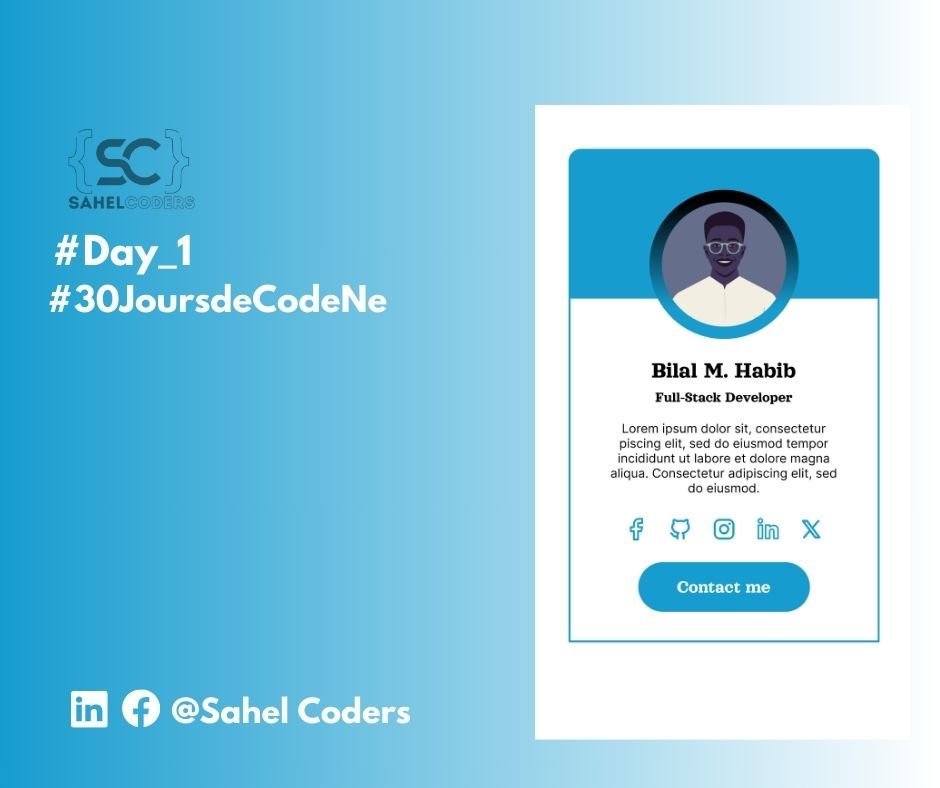 {SC}
SAHELCODERS
#Day_1
#30JoursdeCodeNe
Bilal M. Habib
Full-Stack Developer
Lorem ipsum dolor sit, consectetur
piscing elit, sed do eiusmod tempor
incididunt ut labore et dolore magna
aliqua. Consectetur adipiscing elit, sed
do eiusmod.
Contact me
@Sahel Coders